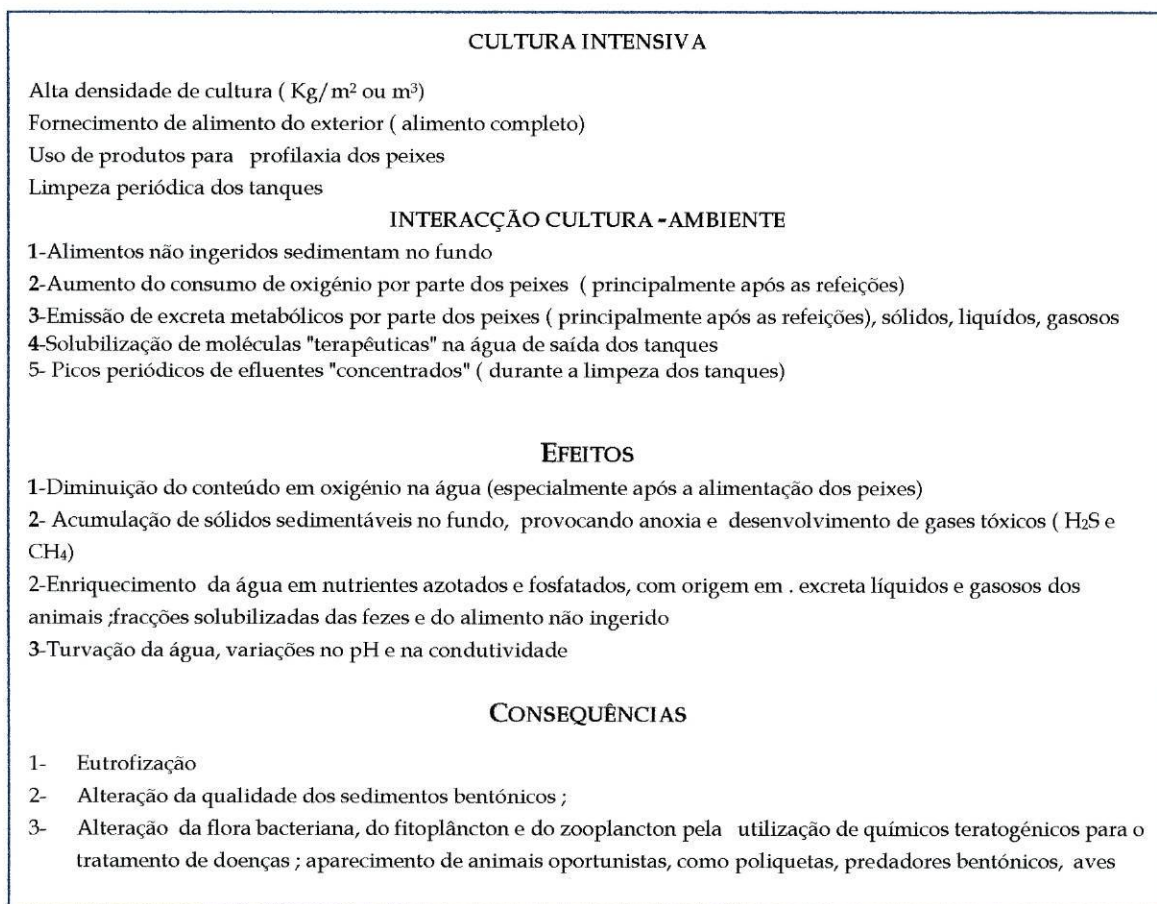 CULTURA INTENSIVA
Alta densidade de cultura ( Kg/m² ou m³)
Fornecimento de alimento do exterior ( alimento completo)
Uso de produtos para profilaxia dos peixes
Limpeza periódica dos tanques
INTERACÇÃO CULTURA -AMBIENTE
1-Alimentos não ingeridos sedimentam no fundo
2-Aumento do consumo de oxigénio por parte dos peixes ( principalmente após as refeições)
3-Emissão de excreta metabólicos por parte dos peixes ( principalmente após as refeições), sólidos, liquídos, gasosos
4-Solubilização de moléculas "terapêuticas" na água de saída dos tanques
5- Picos periódicos de efluentes "concentrados" ( durante a limpeza dos tanques)
EFEITOS
1-Diminuição do conteúdo em oxigénio na água (especialmente após a alimentação dos peixes)
2- Acumulação de sólidos sedimentáveis no fundo, provocando anoxia e desenvolvimento de gases tóxicos ( H₂S e
CH₄)
2-Enriquecimento da água em nutrientes azotados e fosfatados, com origem em . excreta líquidos e gasosos dos
animais ;fracções solubilizadas das fezes e do alimento não ingerido
3-Turvação da água, variações no pH e na condutividade
CONSEQUÊNCIAS
1- Eutrofização
2- Alteração da qualidade dos sedimentos bentónicos ;
3- Alteração da flora bacteriana, do fitoplâncton e do zooplancton pela utilização de químicos teratogénicos para o
tratamento de doenças ; aparecimento de animais oportunistas, como poliquetas, predadores bentónicos, aves